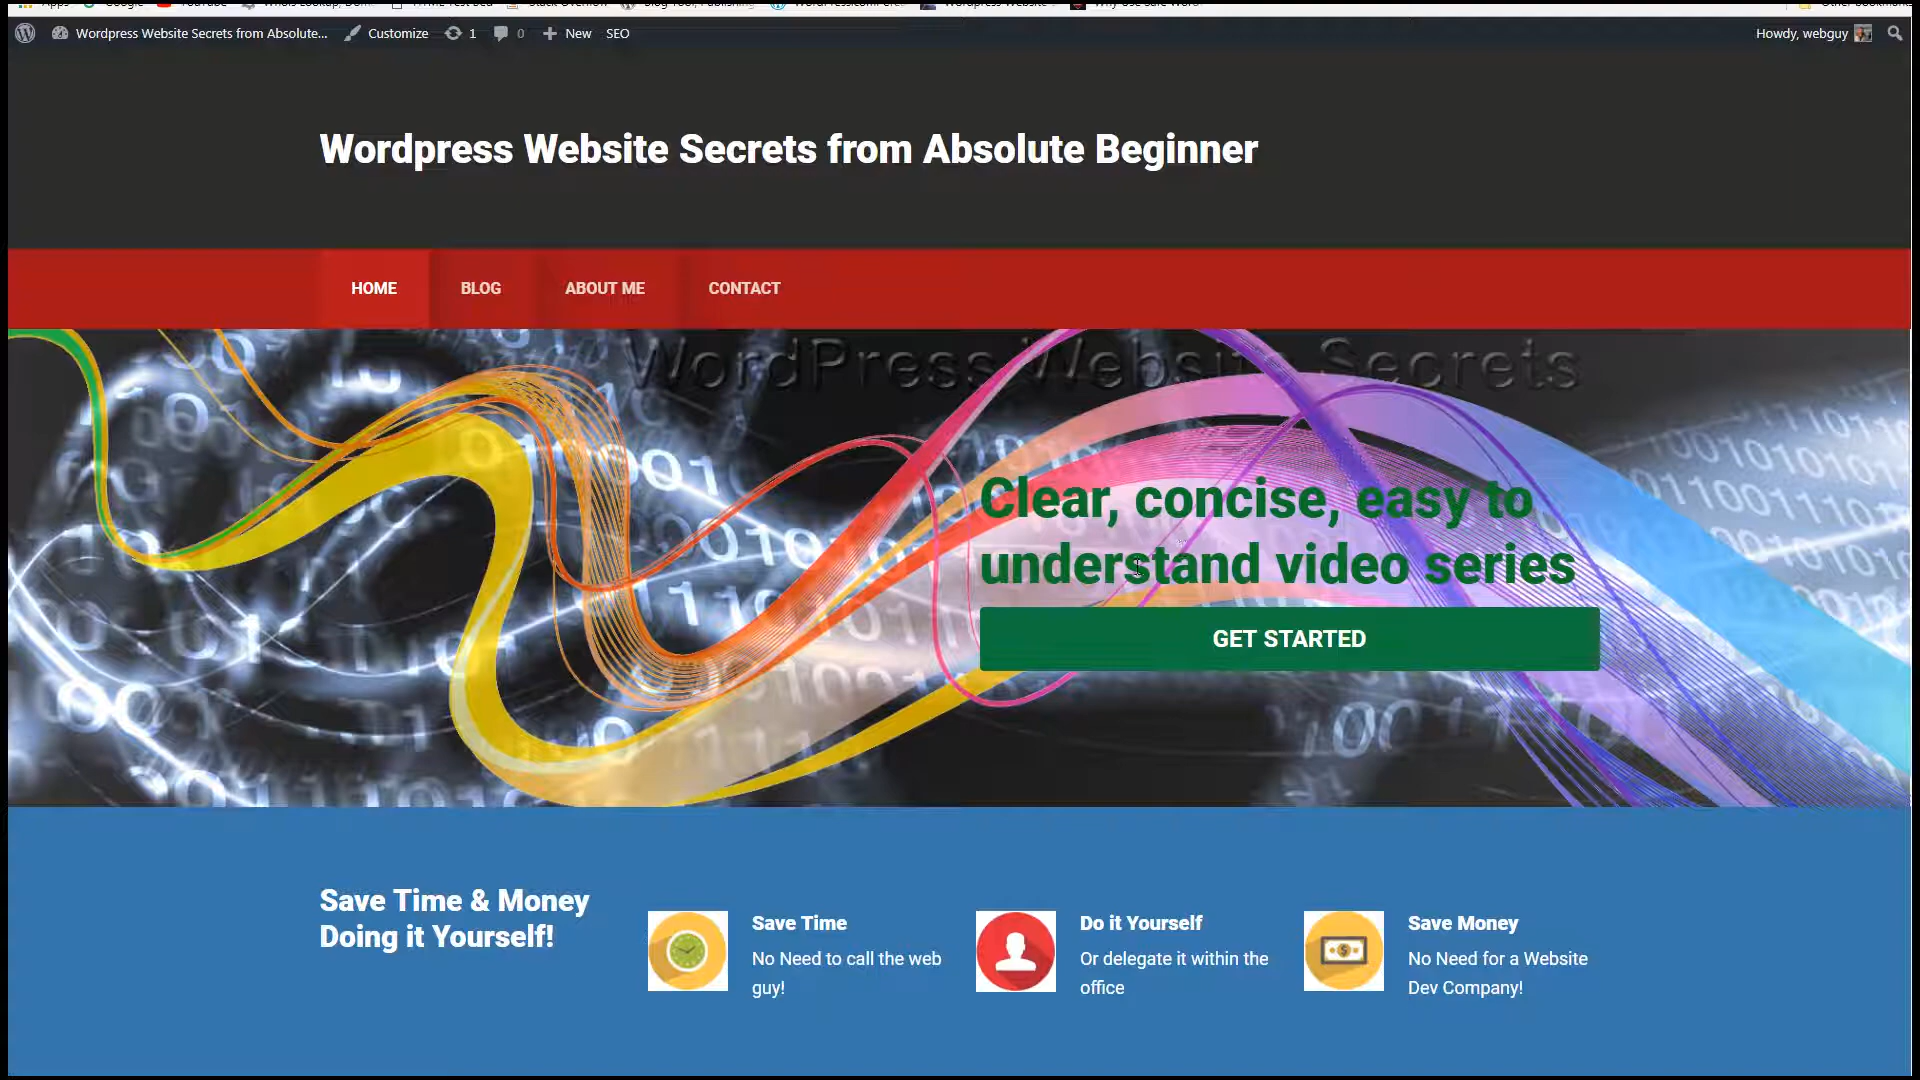 Wordpress Website Secrets from Absolute...
Customize
1
0
New
SEO
Howdy, webguy
Wordpress Website Secrets from Absolute Beginner
HOME
BLOG
ABOUT ME
CONTACT
WordPress Website Secrets
Clear, concise, easy to
understand video series
GET STARTED
Save Time & Money
Doing it Yourself!
Save Time
No Need to call the web
guy!
Do it Yourself
Or delegate it within the
office
Save Money
No Need for a Website
Dev Company!